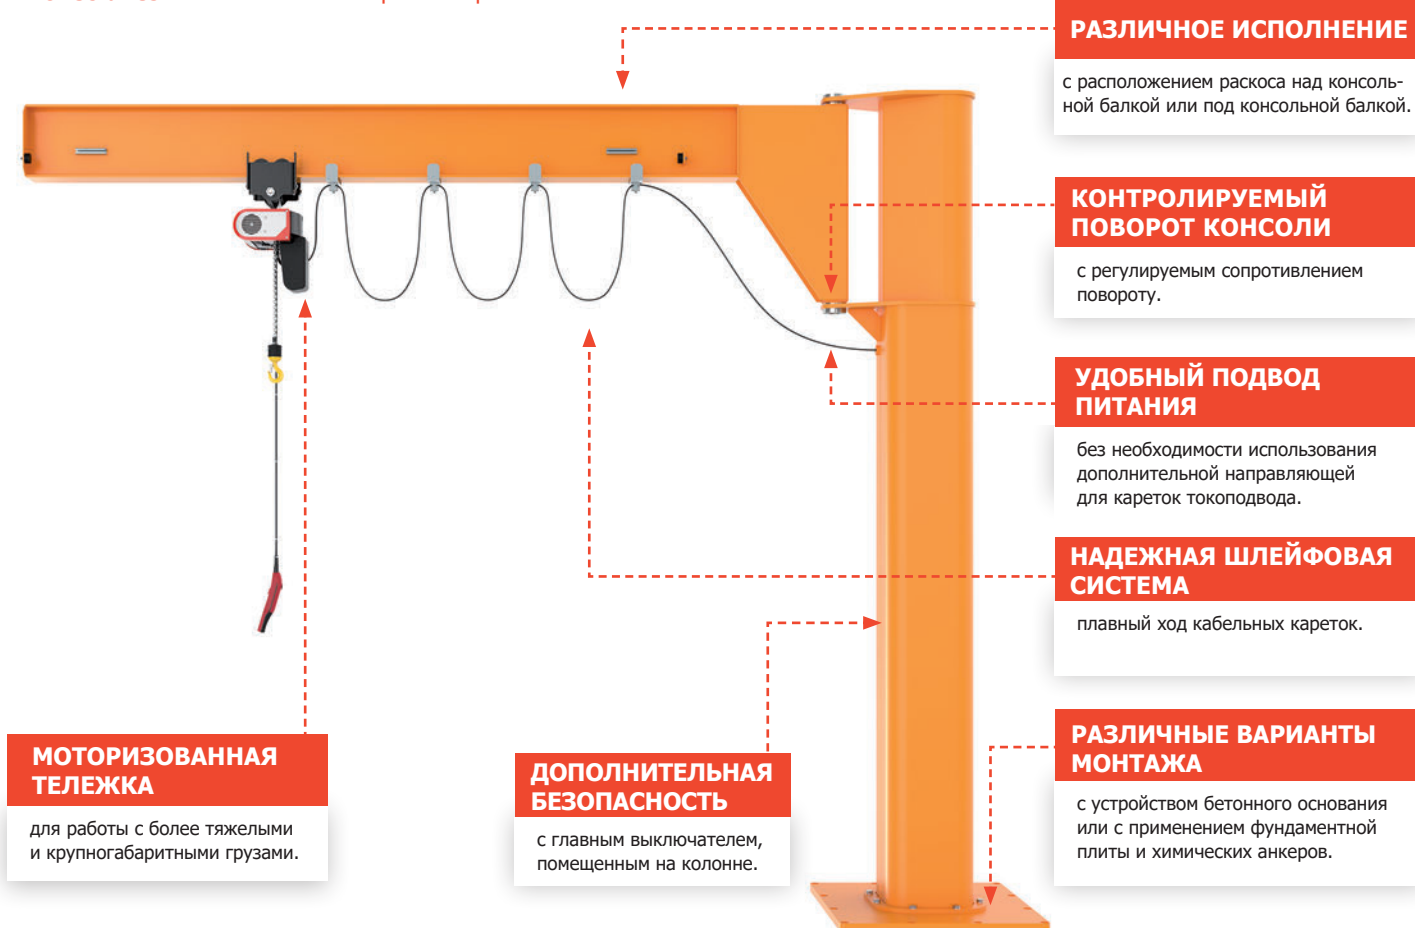 РАЗЛИЧНОЕ ИСПОЛНЕНИЕ
с расположением раскоса над консоль-
ной балкой или под консольной балкой.
КОНТРОЛИРУЕМЫЙ
ПОВОРОТ КОНСОЛИ
с регулируемым сопротивлением
повороту.
УДОБНЫЙ ПОДВОД
ПИТАНИЯ
без необходимости использования
дополнительной направляющей
для кареток токоподвода.
НАДЕЖНАЯ ШЛЕЙФОВАЯ
СИСТЕМА
плавный ход кабельных кареток.
РАЗЛИЧНЫЕ ВАРИАНТЫ
МОНТАЖА
с устройством бетонного основания
или с применением фундаментной
плиты и химических анкеров.
МОТОРИЗОВАННАЯ
ТЕЛЕЖКА
для работы с более тяжелыми
и крупногабаритными грузами.
ДОПОЛНИТЕЛЬНАЯ
БЕЗОПАСНОСТЬ
с главным выключателем,
помещенным на колонне.